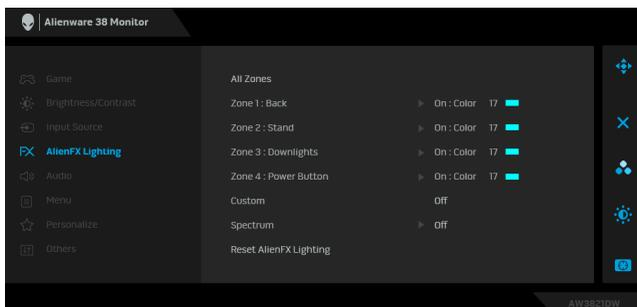 Alienware 38 Monitor
Game
Brightness/Contrast
Input Source
AlienFX Lighting
Audio
Menu
Personalize
Others
All Zones
Zone 1 : Back On : Color 17
Zone 2 : Stand On : Color 17
Zone 3 : Downlights On : Color 17
Zone 4 : Power Button On : Color 17
Custom Off
Spectrum Off
Reset AlienFX Lighting
AW3821DW